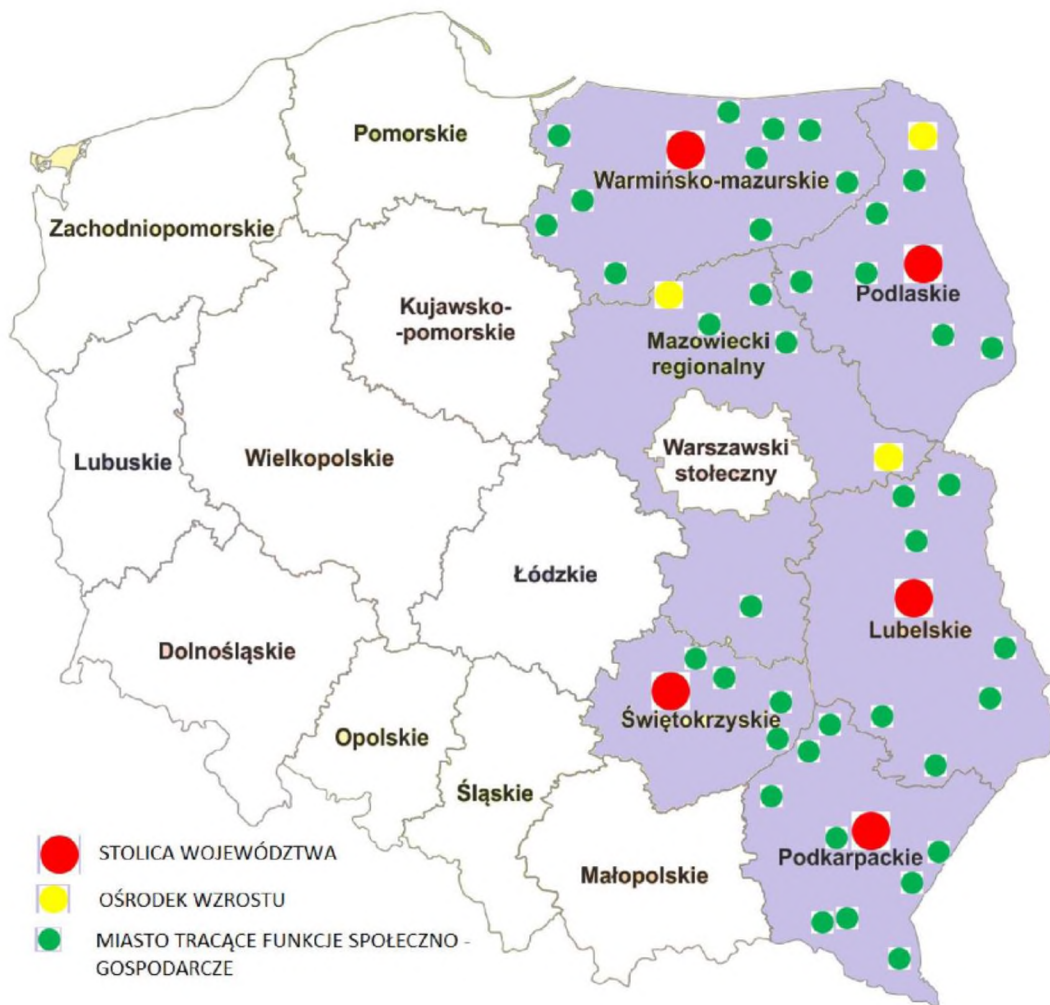 Pomorskie
Zachodniopomorskie
Warmińsko-mazurskie
Podlaskie
Kujawsko-
-pomorskie
Mazowiecki
regionalny
Lubuskie
Wielkopolskie
Warszawski
stołeczny
Łódzkie
Dolnośląskie
Lubelskie
Świętokrzyskie
Opolskie
Śląskie
Małopolskie
Podkarpackie
STOLICA WOJEWÓDZTWA
OŚRODEK WZROSTU
MIASTO TRACĄCE FUNKCJE SPOŁECZNO -
GOSPODARCZE